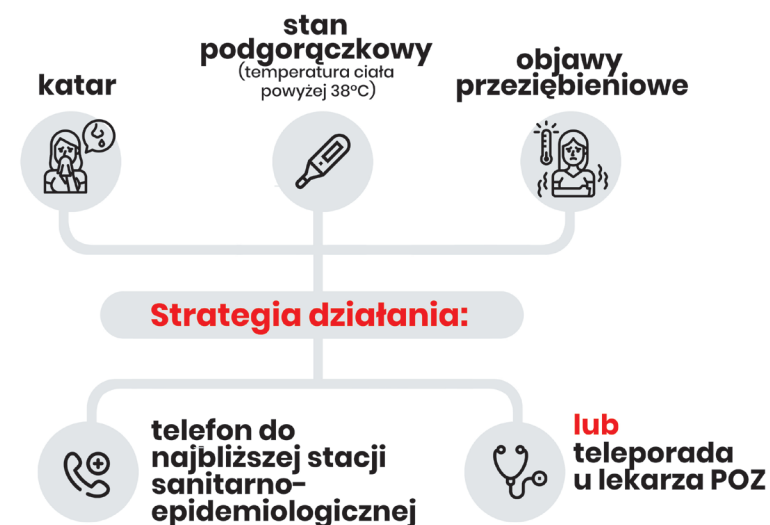 katar
stan
podgorączkowy
(temperatura ciała
powyżej 38°C)
objawy
przeziębieniowe
Strategia działania:
telefon do
najbliższej stacji
sanitarno-
epidemiologicznej
lub
teleporada
u lekarza POZ